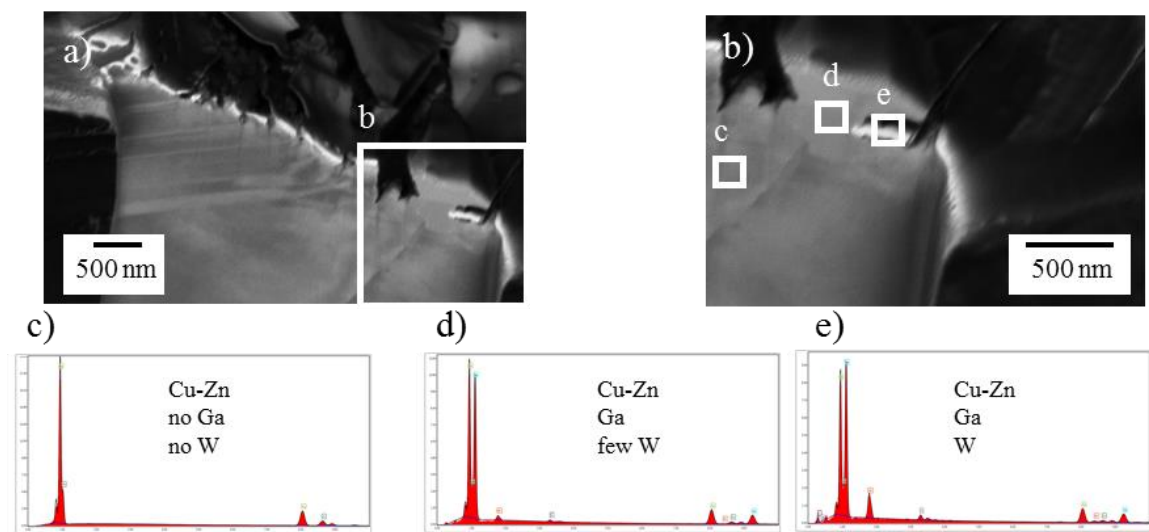 a)
b
500 nm
b)
d
e
c
500 nm
c)
d)
e)
Cu-Zn
no Ga
no W
Cu-Zn
Ga
few W
Cu-Zn
Ga
W